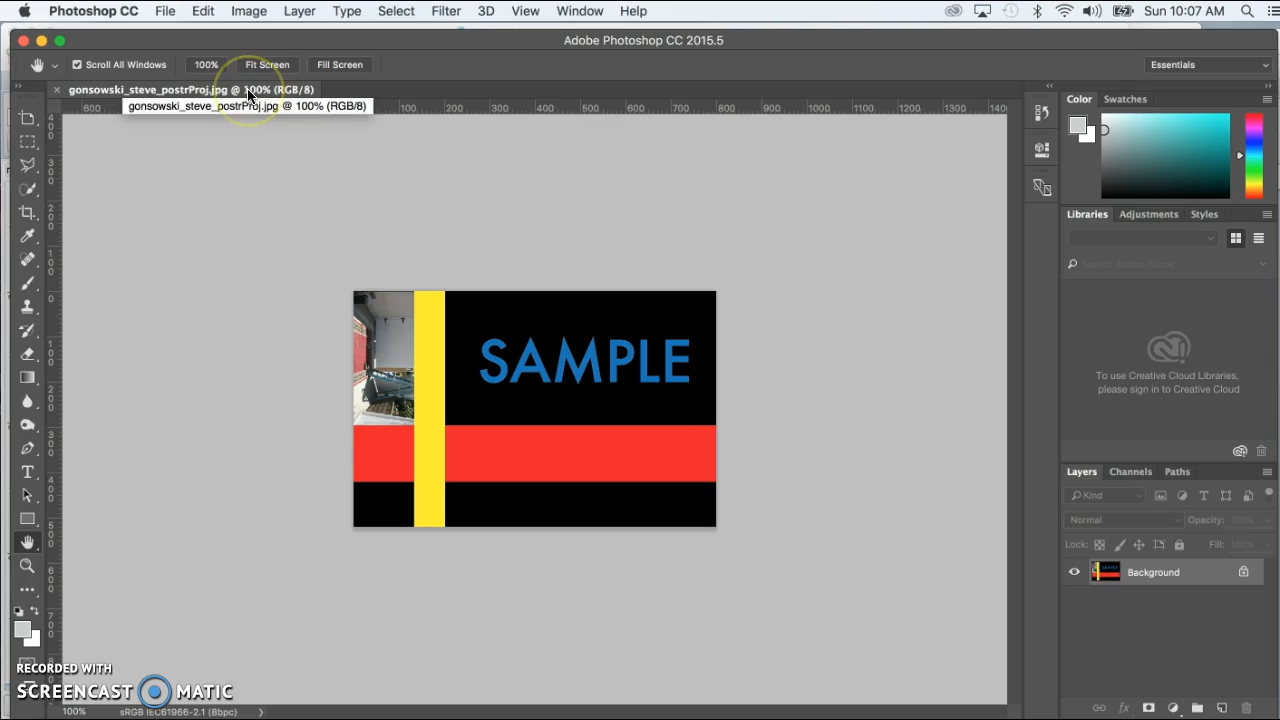 Photoshop CC File Edit Image Layer Type Select Filter 3D View Window Help Sun 10:07 AM
Adobe Photoshop CC 2015.5
Scroll All Windows 100% Fit Screen Fill Screen Essentials
gonsowski_steve_postrProj.jpg @ 100% (RGB/8)
gonsowski_steve_postrProj.jpg @ 100% (RGB/8)
600 100 200 300 400 500 600 700 800 900 1000 1100 1200 1300 1400
Color Swatches
Libraries Adjustments Styles
Search Adobe Stock
SAMPLE
To use Creative Cloud Libraries,
please sign in to Creative Cloud
Layers Channels Paths
Kind
Normal Opacity: 100%
Lock: Fill: 100%
Background
RECORDED WITH
SCREENCAST MATIC
100% sRGB IEC61966-2.1 (8bpc)